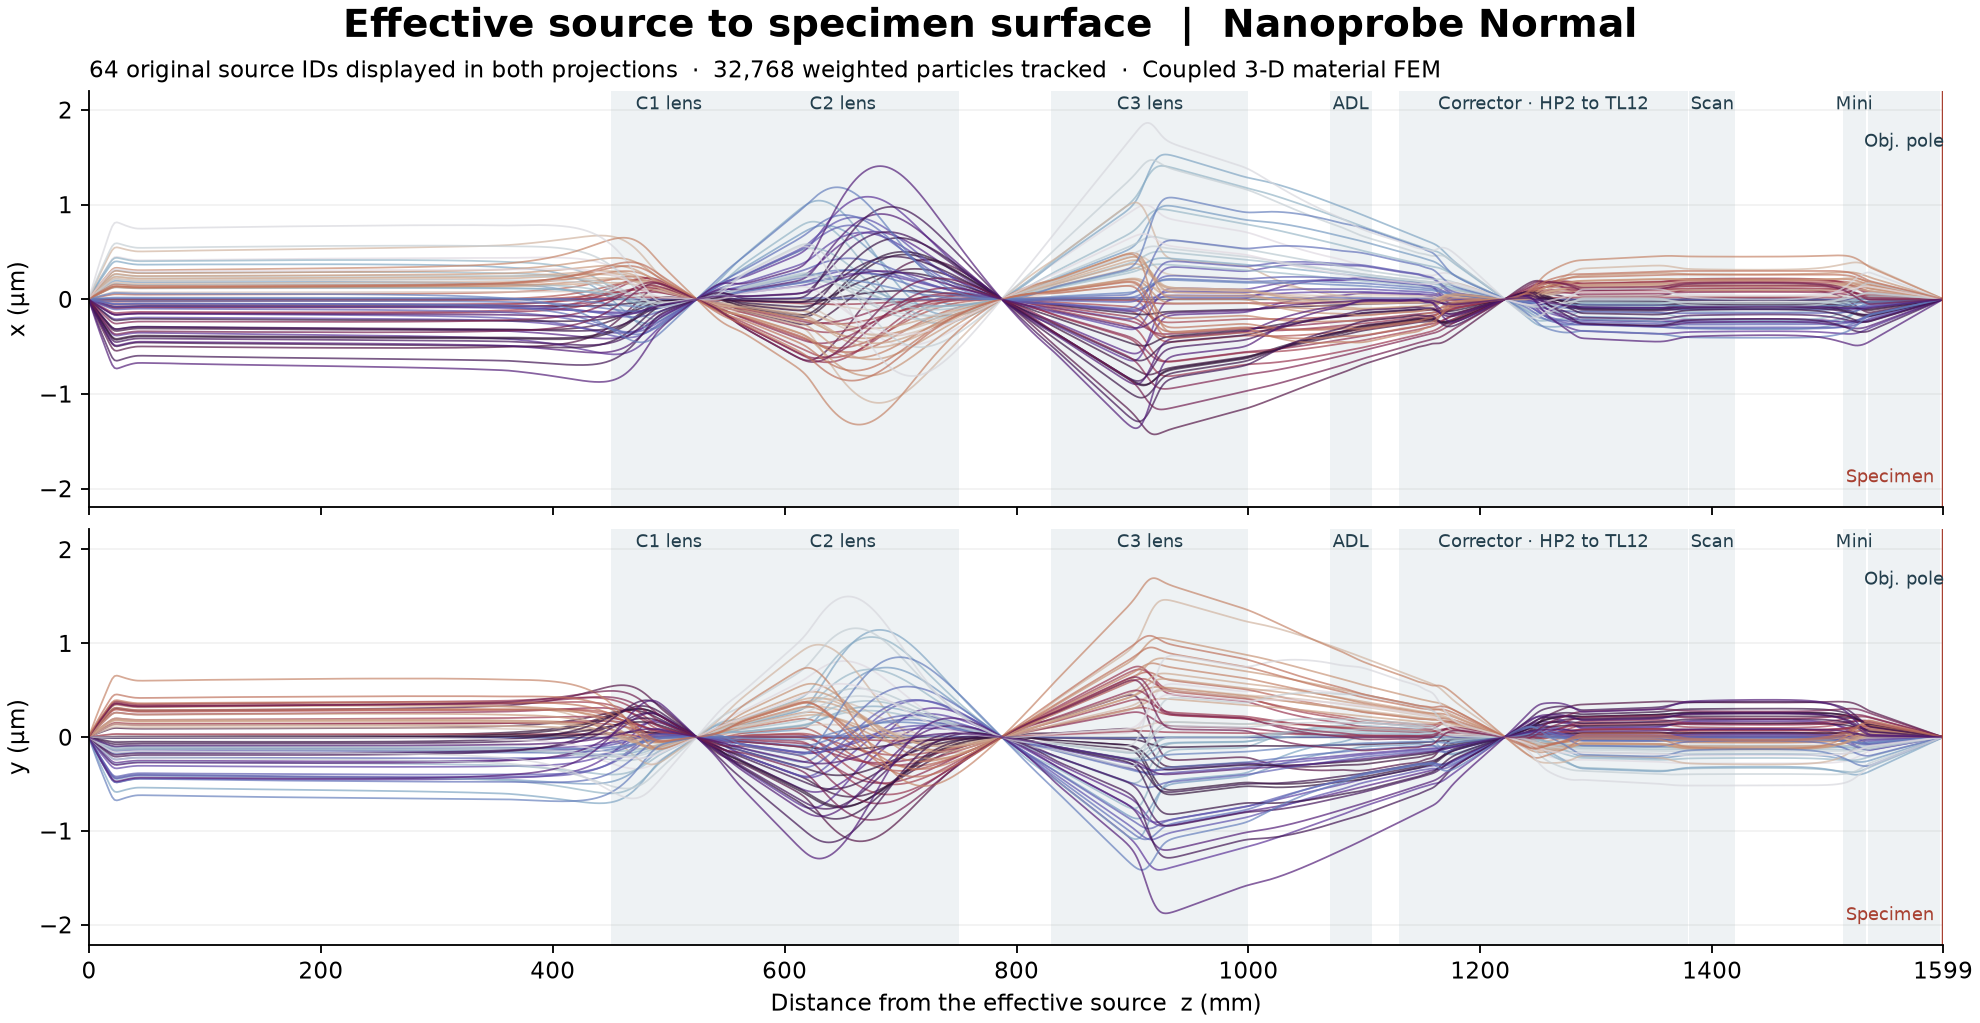 Effective source to specimen surface | Nanoprobe Normal
64 original source IDs displayed in both projections · 32,768 weighted particles tracked · Coupled 3-D material FEM
C1 lens C2 lens C3 lens ADL Corrector · HP2 to TL12 Scan Mini
Obj. pole
Specimen
x (µm)
2
1
0
−1
−2
C1 lens C2 lens C3 lens ADL Corrector · HP2 to TL12 Scan Mini
Obj. pole
Specimen
y (µm)
2
1
0
−1
−2
0 200 400 600 800 1000 1200 1400 1599
Distance from the effective source z (mm)